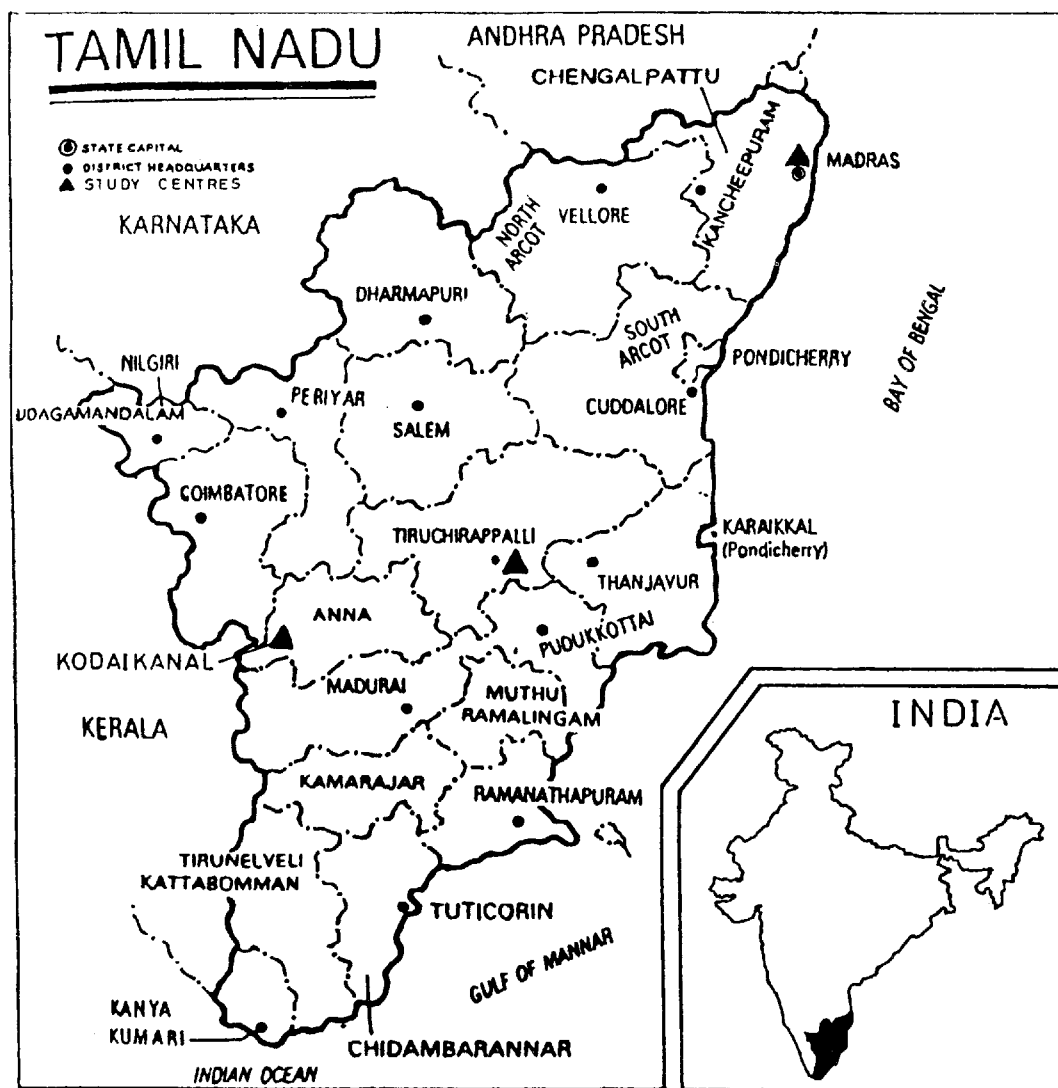 TAMIL NADU
ANDHRA PRADESH
CHENGALPATTU
STATE CAPITAL
DISTRICT HEADQUARTERS
STUDY CENTRES
KANCHEEPURAM
MADRAS
KARNATAKA
NORTH
ARCOT
VELLORE
DHARMAPURI
SOUTH
ARCOT
BAY OF BENGAL
NILGIRI
PONDICHERRY
UDAGAMANDALAM
PERIYAR
SALEM
CUDDALORE
COIMBATORE
TIRUCHIRAPPALLI
KARAIKKAL
(Pondicherry)
THANJAVUR
ANNA
PUDUKKOTTAI
KODAIKANAL
MADURAI
MUTHU
RAMALINGAM
KERALA
INDIA
KAMARAJAR
RAMANATHAPURAM
TIRUNELVELI
KATTABOMMAN
TUTICORIN
GULF OF MANNAR
KANYA
KUMARI
CHIDAMBARANNAR
INDIAN OCEAN